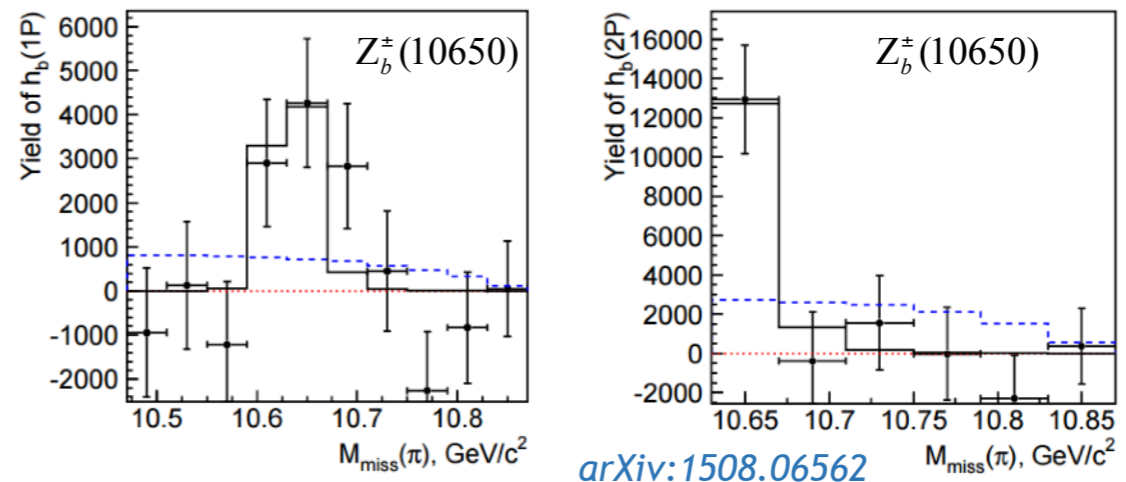 Yield of h_b(1P)
6000
5000
4000
3000
2000
1000
0
-1000
-2000
Z_b^±(10650)
10.5 10.6 10.7 10.8
M_miss(π), GeV/c^2
Yield of h_b(2P)
16000
14000
12000
10000
8000
6000
4000
2000
0
-2000
Z_b^±(10650)
10.65 10.7 10.75 10.8 10.85
M_miss(π), GeV/c^2
arXiv:1508.06562